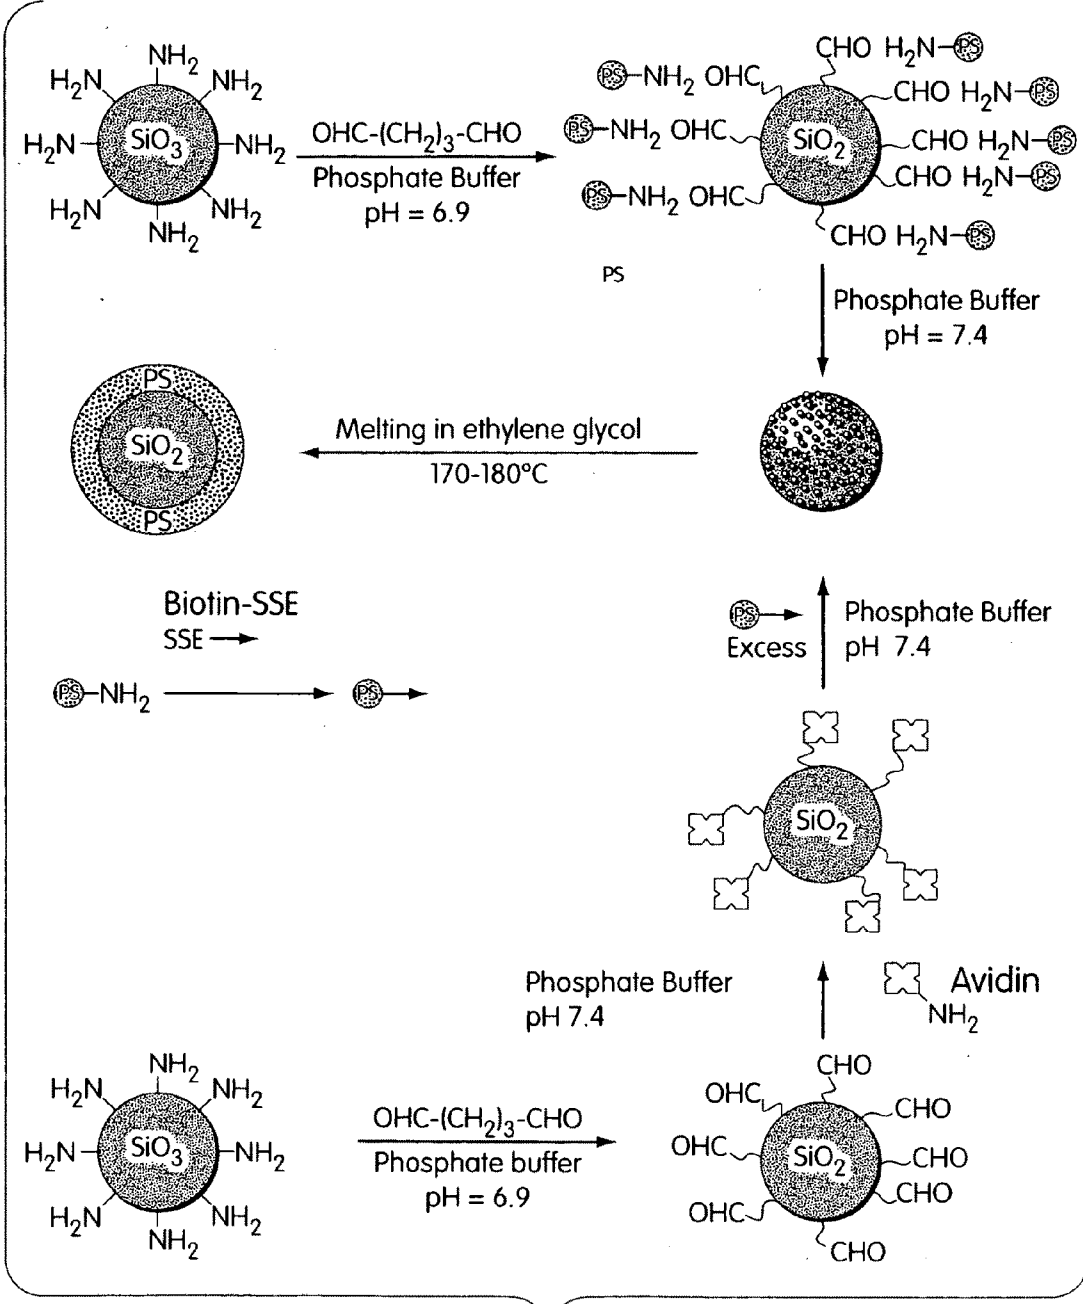 NH2
H2N
NH2
SiO3
H2N
NH2
H2N
NH2
NH2
OHC-(CH2)3-CHO
Phosphate Buffer
pH = 6.9
CHO H2N-PS
PS-NH2 OHC
CHO H2N-PS
PS-NH2 OHC
SiO2
CHO H2N-PS
CHO H2N-PS
PS-NH2 OHC
CHO H2N-PS
PS
Phosphate Buffer
pH = 7.4
PS
SiO2
PS
Melting in ethylene glycol
170-180°C
Biotin-SSE
SSE
PS-NH2
PS
PS
Excess
Phosphate Buffer
pH 7.4
SiO2
Phosphate Buffer
pH 7.4
Avidin
NH2
NH2
H2N
NH2
SiO3
H2N
NH2
H2N
NH2
NH2
OHC-(CH2)3-CHO
Phosphate buffer
pH = 6.9
CHO
OHC
CHO
OHC
SiO2
CHO
CHO
OHC
CHO